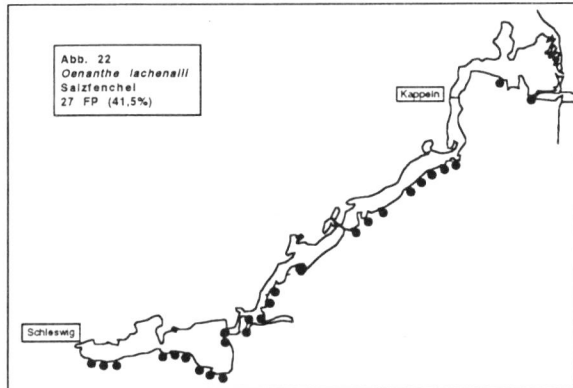 Abb. 22
Oenanthe lachenalii
Salzfenchel
27 FP (41,5%)
Kappeln
Schleswig